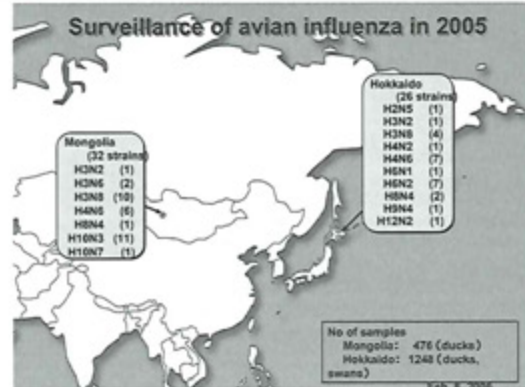 Surveillance of avian influenza in 2005
Mongolia
(32 strains)
H3N2 (1)
H3N6 (2)
H3N8 (10)
H4N6 (6)
H8N4 (1)
H10N3 (11)
H10N7 (1)
Hokkaido
(26 strains)
H2N5 (1)
H3N2 (1)
H3N8 (4)
H4N2 (1)
H4N6 (7)
H6N1 (1)
H6N2 (7)
H8N4 (2)
H9N4 (1)
H12N2 (1)
No of samples
Mongolia: 476 (ducks)
Hokkaido: 1248 (ducks,
swans)